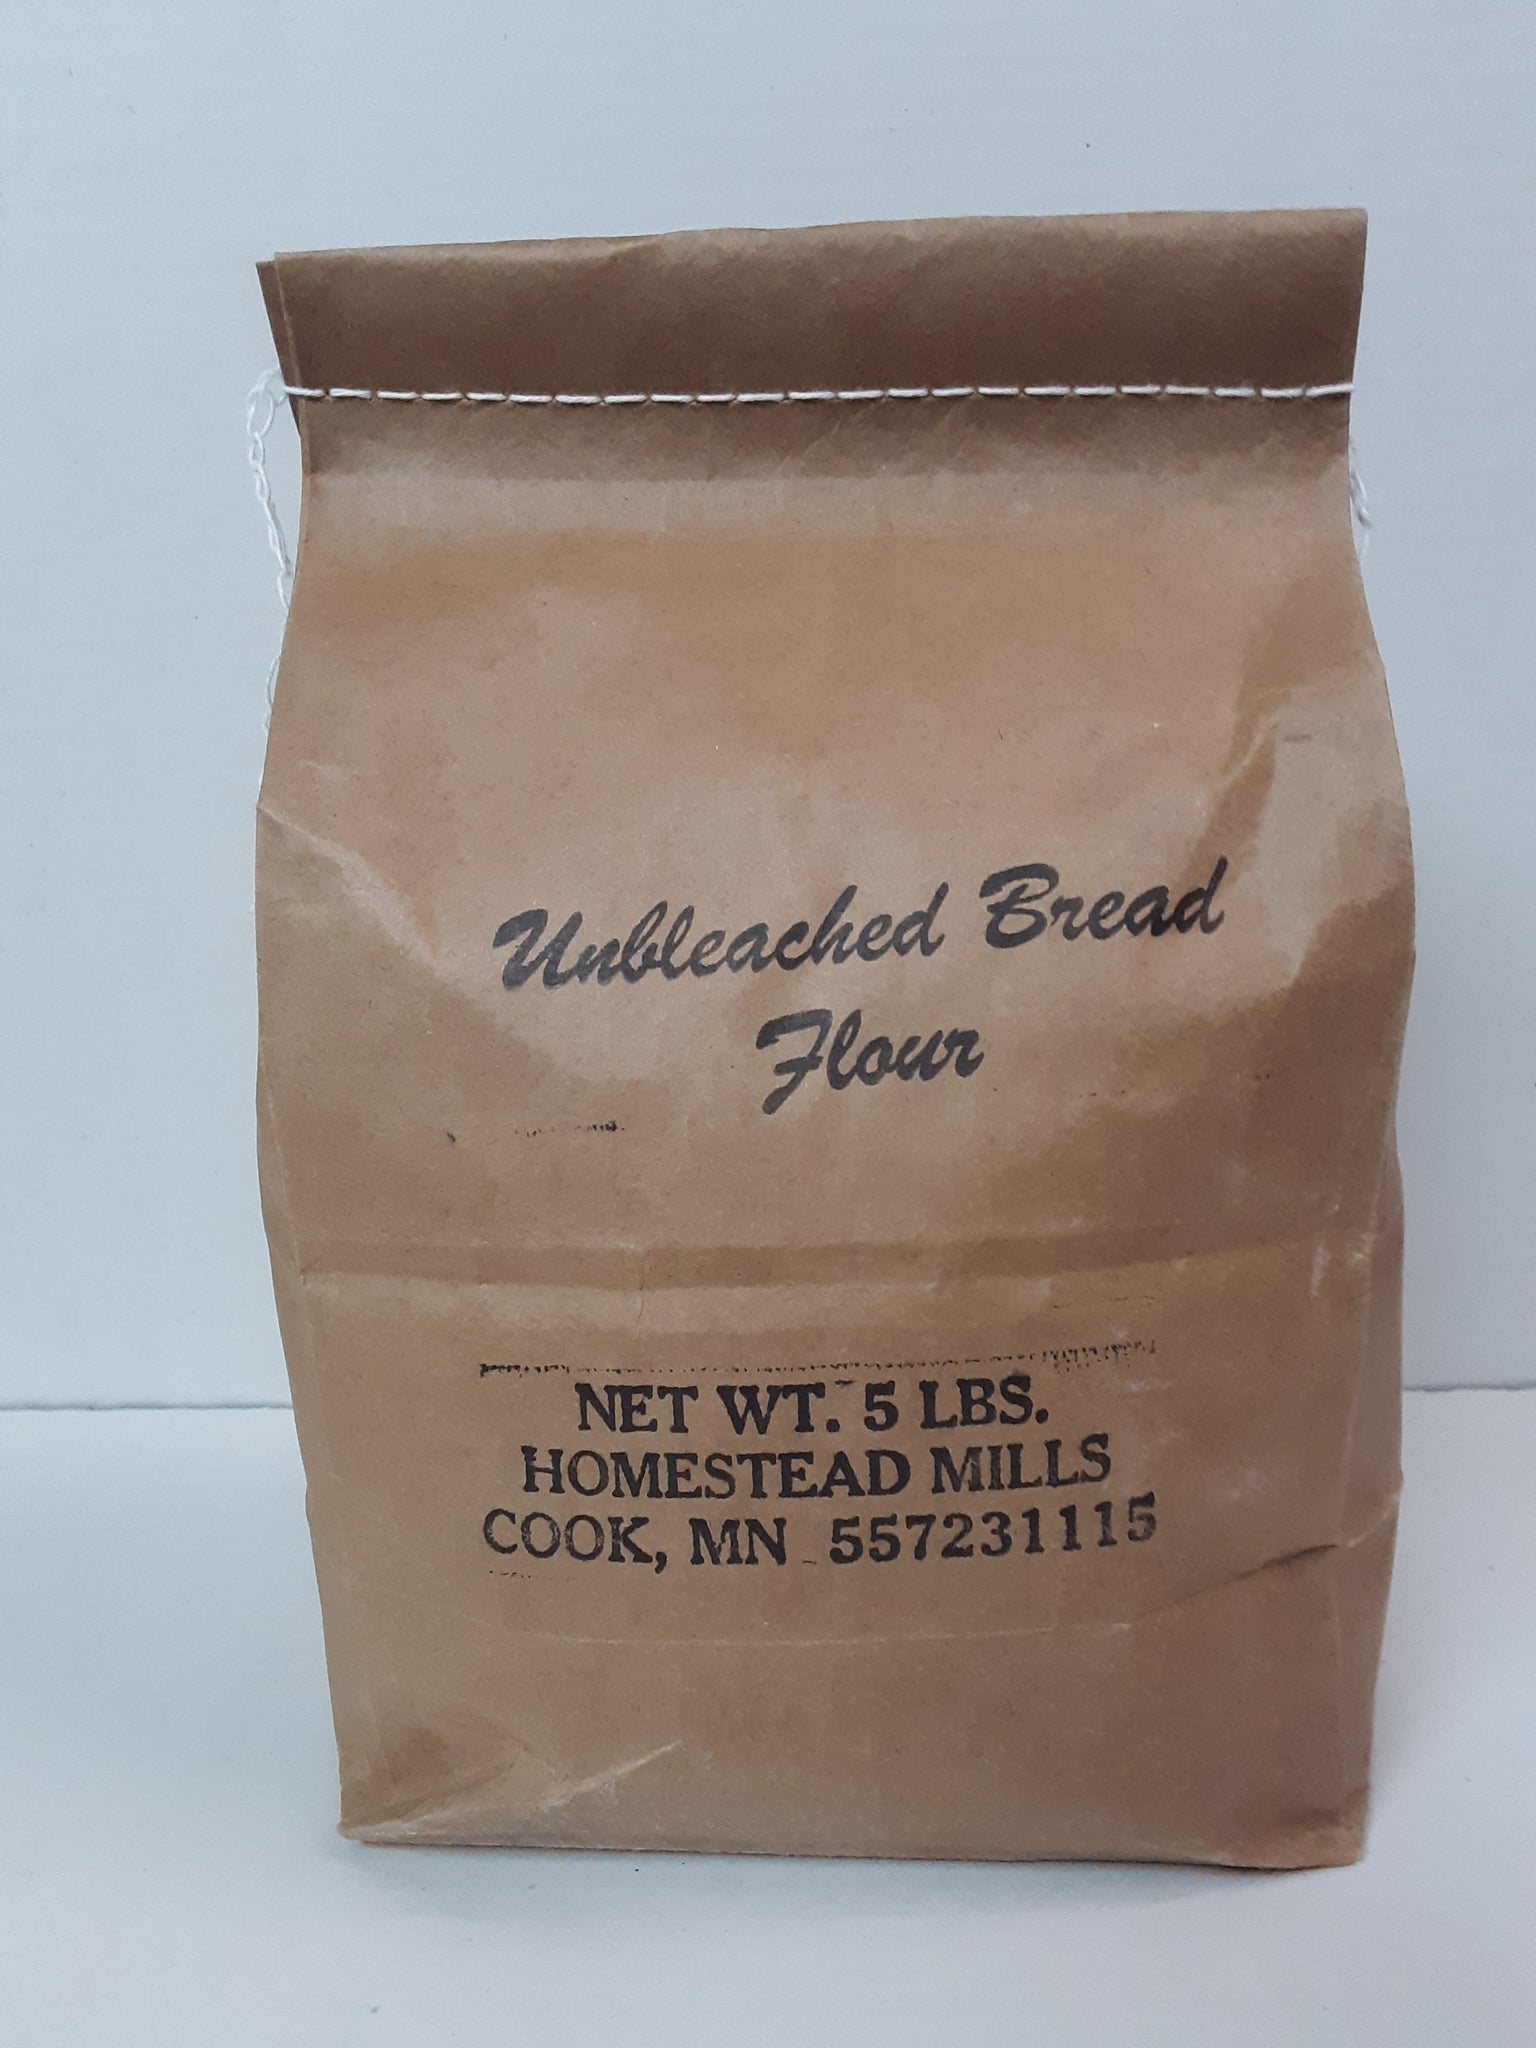 Unbleached Bread
Flour
NET WT. 5 LBS.
HOMESTEAD MILLS
COOK, MN 557231115